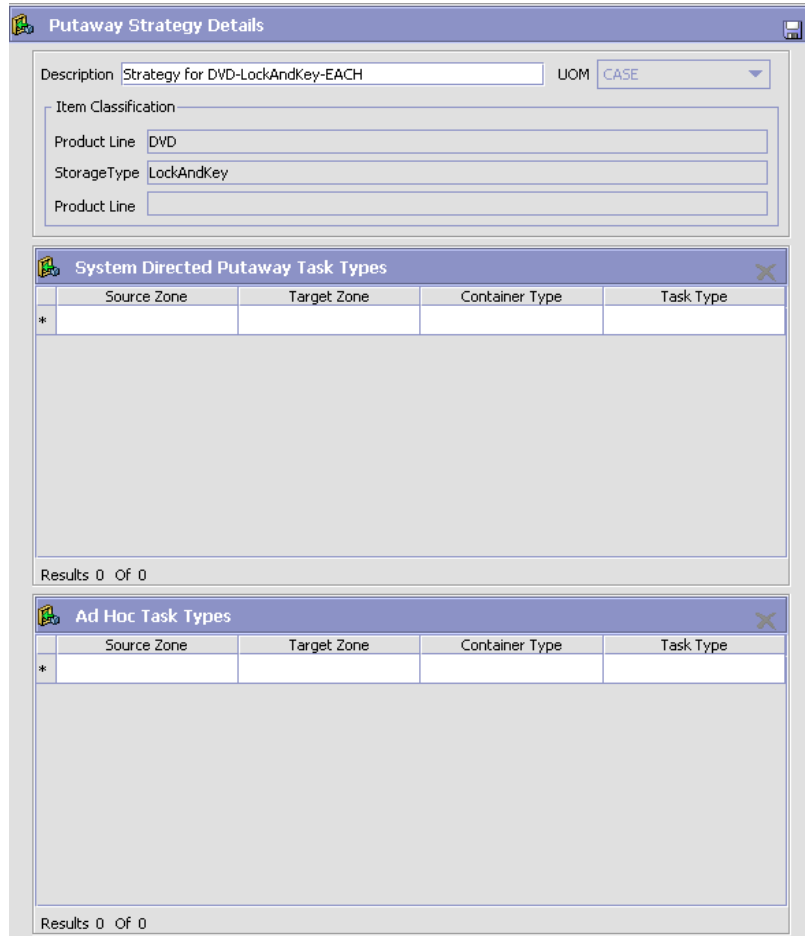 Putaway Strategy Details
Description Strategy for DVD-LockAndKey-EACH UOM CASE
Item Classification
Product Line DVD
StorageType LockAndKey
Product Line
System Directed Putaway Task Types
Source Zone Target Zone Container Type Task Type
*
Results 0 Of 0
Ad Hoc Task Types
Source Zone Target Zone Container Type Task Type
*
Results 0 Of 0